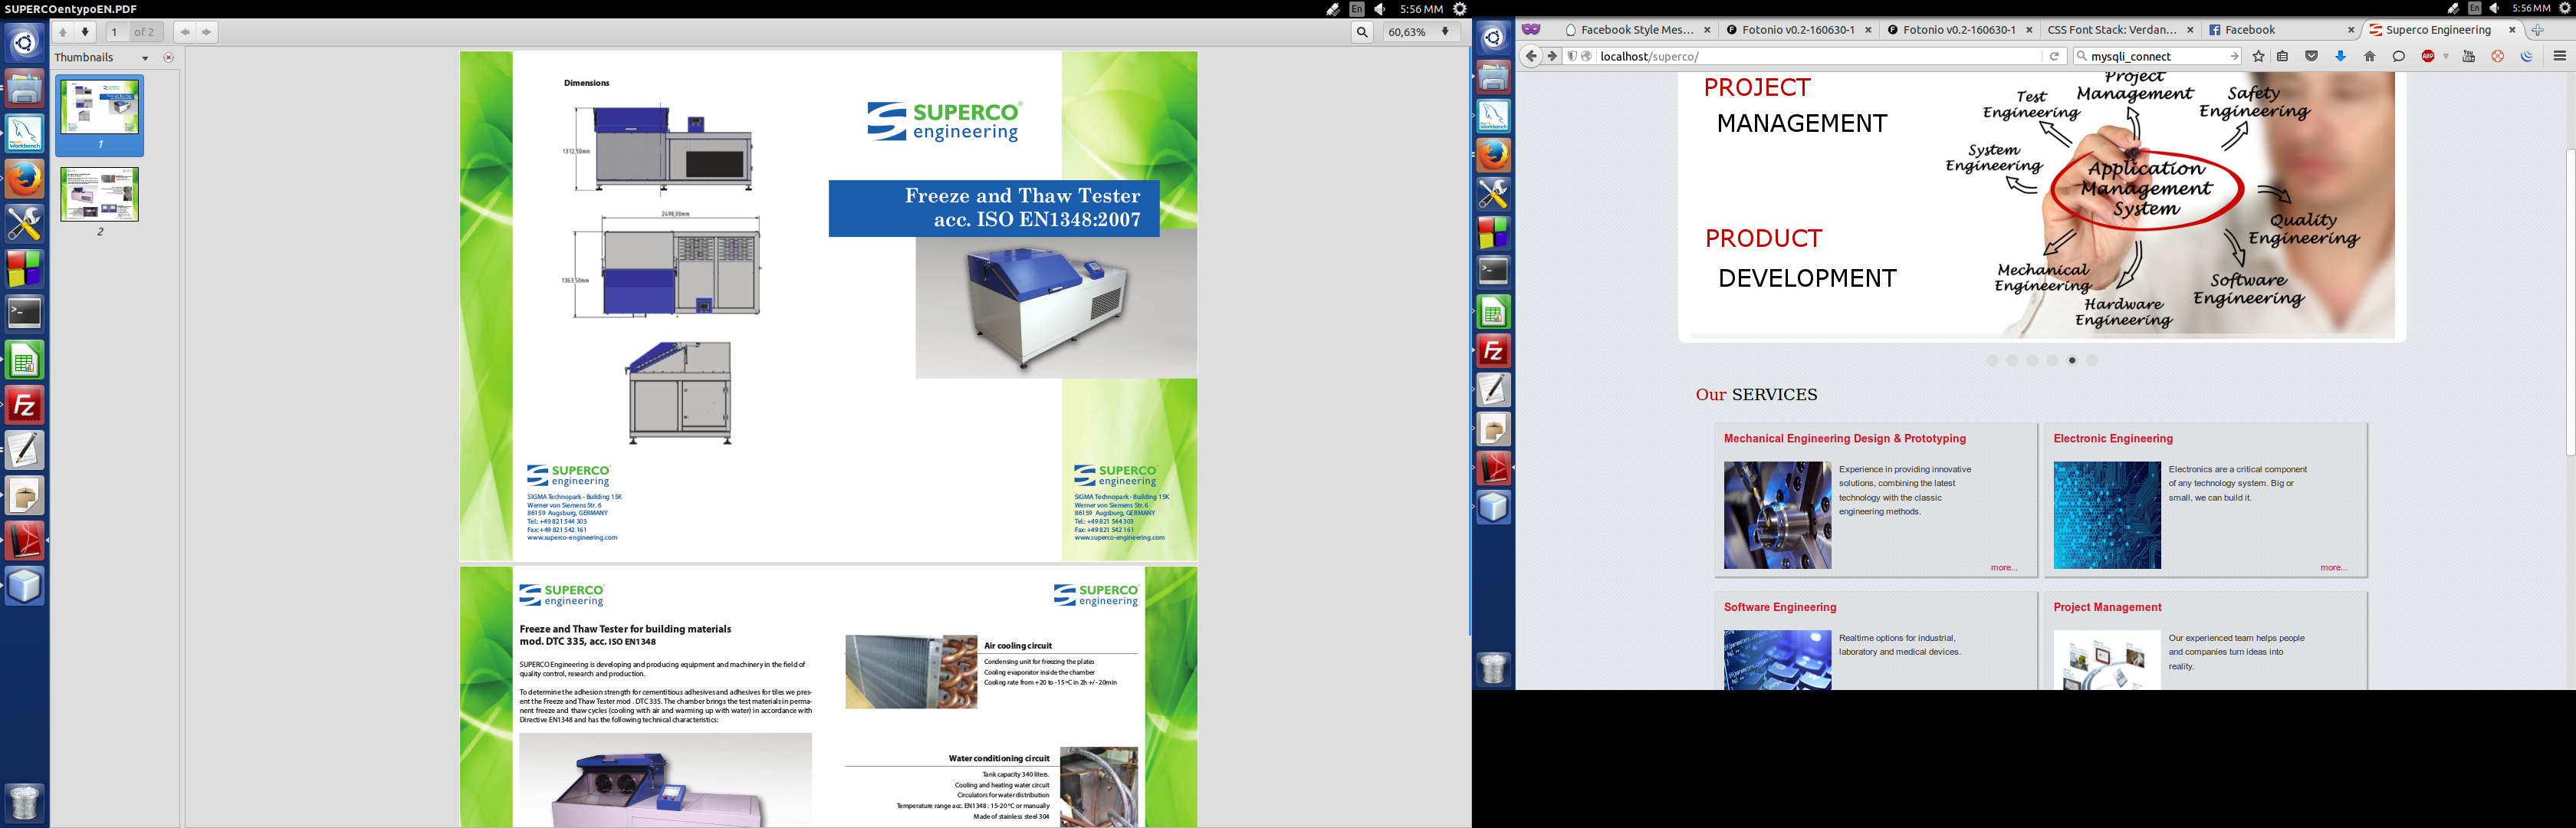 SUPERCOentypoEN.PDF
En
5:56 MM
1
of 2
60,63%
Thumbnails
1
2
Dimensions
1312,50mm
2498,00mm
1363,50mm
SUPERCO
engineering
Freeze and Thaw Tester
acc. ISO EN1348:2007
SUPERCO
engineering
SIGMA Technopark - Building 15K
Werner von Siemens Str. 6
86159 Augsburg, GERMANY
Tel.: +49 821 544 303
Fax: +49 821 542 161
www.superco-engineering.com
SUPERCO
engineering
SIGMA Technopark - Building 15K
Werner von Siemens Str. 6
86159 Augsburg, GERMANY
Tel.: +49 821 544 303
Fax: +49 821 542 161
www.superco-engineering.com
SUPERCO
engineering
SUPERCO
engineering
Freeze and Thaw Tester for building materials
mod. DTC 335, acc. ISO EN1348
SUPERCO Engineering is developing and producing equipment and machinery in the field of
quality control, research and production.
To determine the adhesion strength for cementitious adhesives and adhesives for tiles we pres-
ent the Freeze and Thaw Tester mod . DTC 335. The chamber brings the test materials in perma-
nent freeze and thaw cycles (cooling with air and warming up with water) in accordance with
Directive EN1348 and has the following technical characteristics:
Air cooling circuit
Condensing unit for freezing the plates
Cooling evaporator inside the chamber
Cooling rate from +20 to -15 ºC in 2h +/- 20min
Water conditioning circuit
Tank capacity 340 liters.
Cooling and heating water circuit
Circulators for water distribution
Temperature range acc. EN1348 : 15-20 ºC or manually
Made of stainless steel 304
En
5:56 MM
Facebook Style Mes...
Fotonio v0.2-160630-1
Fotonio v0.2-160630-1
CSS Font Stack: Verdan...
Facebook
Superco Engineering
localhost/superco/
mysqli_connect
ABP
PROJECT
MANAGEMENT
PRODUCT
DEVELOPMENT
Project
Management
Test
Engineering
Safety
Engineering
System
Engineering
Application
Management
System
Quality
Engineering
Mechanical
Engineering
Software
Engineering
Hardware
Engineering
Our SERVICES
Mechanical Engineering Design & Prototyping
Experience in providing innovative
solutions, combining the latest
technology with the classic
engineering methods.
more...
Electronic Engineering
Electronics are a critical component
of any technology system. Big or
small, we can build it.
more...
Software Engineering
Realtime options for industrial,
laboratory and medical devices.
Project Management
Our experienced team helps people
and companies turn ideas into
reality.